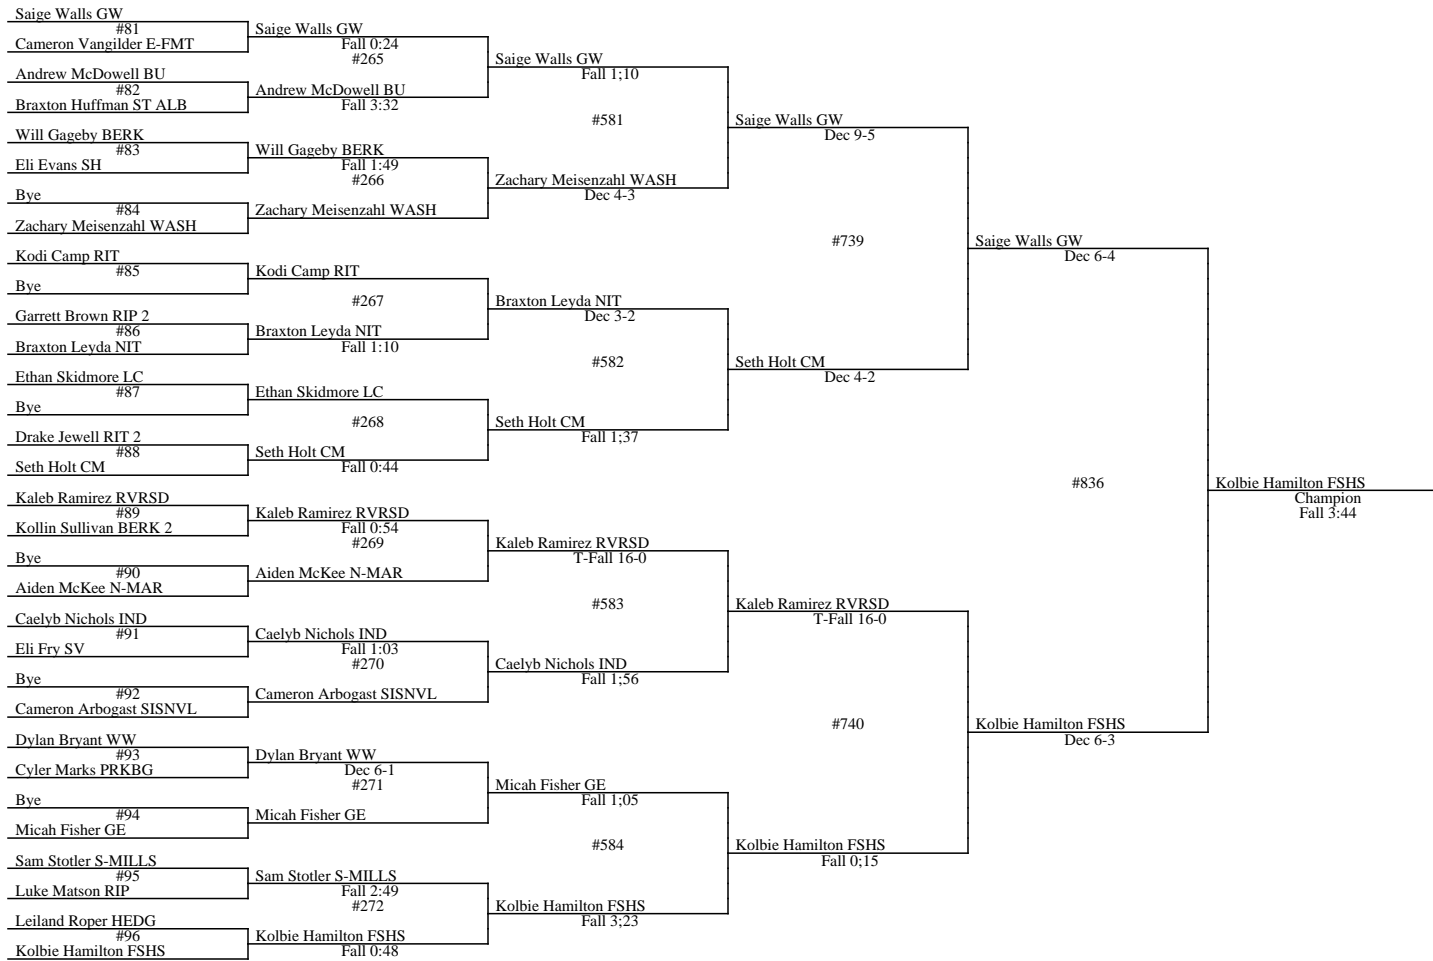 Saige Walls GW
#81
Cameron Vangilder E-FMT
Andrew McDowell BU
#82
Braxton Huffman ST ALB
Will Gageby BERK
#83
Eli Evans SH
Bye
#84
Zachary Meisenzahl WASH
Kodi Camp RIT
#85
Bye
Garrett Brown RIP 2
#86
Braxton Leyda NIT
Ethan Skidmore LC
#87
Bye
Drake Jewell RIT 2
#88
Seth Holt CM
Kaleb Ramirez RVRSD
#89
Kollin Sullivan BERK 2
Bye
#90
Aiden McKee N-MAR
Caelyb Nichols IND
#91
Eli Fry SV
Bye
#92
Cameron Arbogast SISNVL
Dylan Bryant WW
#93
Cyler Marks PRKBG
Bye
#94
Micah Fisher GE
Sam Stotler S-MILLS
#95
Luke Matson RIP
Leiland Roper HEDG
#96
Kolbie Hamilton FSHS
Saige Walls GW
Fall 0:24
#265
Andrew McDowell BU
Fall 3:32
Will Gageby BERK
Fall 1:49
#266
Zachary Meisenzahl WASH
Kodi Camp RIT
#267
Braxton Leyda NIT
Fall 1:10
Ethan Skidmore LC
#268
Seth Holt CM
Fall 0:44
Kaleb Ramirez RVRSD
Fall 0:54
#269
Aiden McKee N-MAR
Caelyb Nichols IND
Fall 1:03
#270
Cameron Arbogast SISNVL
Dylan Bryant WW
Dec 6-1
#271
Micah Fisher GE
Sam Stotler S-MILLS
Fall 2:49
#272
Kolbie Hamilton FSHS
Fall 0:48
Saige Walls GW
Fall 1;10
#581
Zachary Meisenzahl WASH
Dec 4-3
Braxton Leyda NIT
Dec 3-2
#582
Seth Holt CM
Fall 1;37
Kaleb Ramirez RVRSD
T-Fall 16-0
#583
Caelyb Nichols IND
Fall 1;56
Micah Fisher GE
Fall 1;05
#584
Kolbie Hamilton FSHS
Fall 3;23
Saige Walls GW
Dec 9-5
#739
Seth Holt CM
Dec 4-2
Kaleb Ramirez RVRSD
T-Fall 16-0
#740
Kolbie Hamilton FSHS
Fall 0;15
Saige Walls GW
Dec 6-4
#836
Kolbie Hamilton FSHS
Dec 6-3
Kolbie Hamilton FSHS
Champion
Fall 3:44